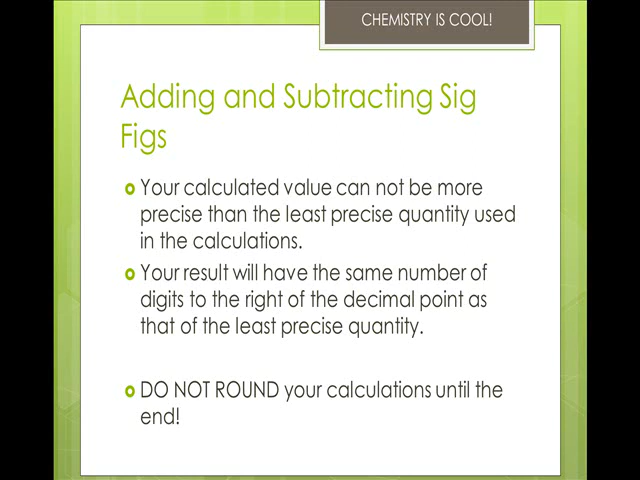 CHEMISTRY IS COOL!
Adding and Subtracting Sig
Figs
Your calculated value can not be more
precise than the least precise quantity used
in the calculations.
Your result will have the same number of
digits to the right of the decimal point as
that of the least precise quantity.
DO NOT ROUND your calculations until the
end!